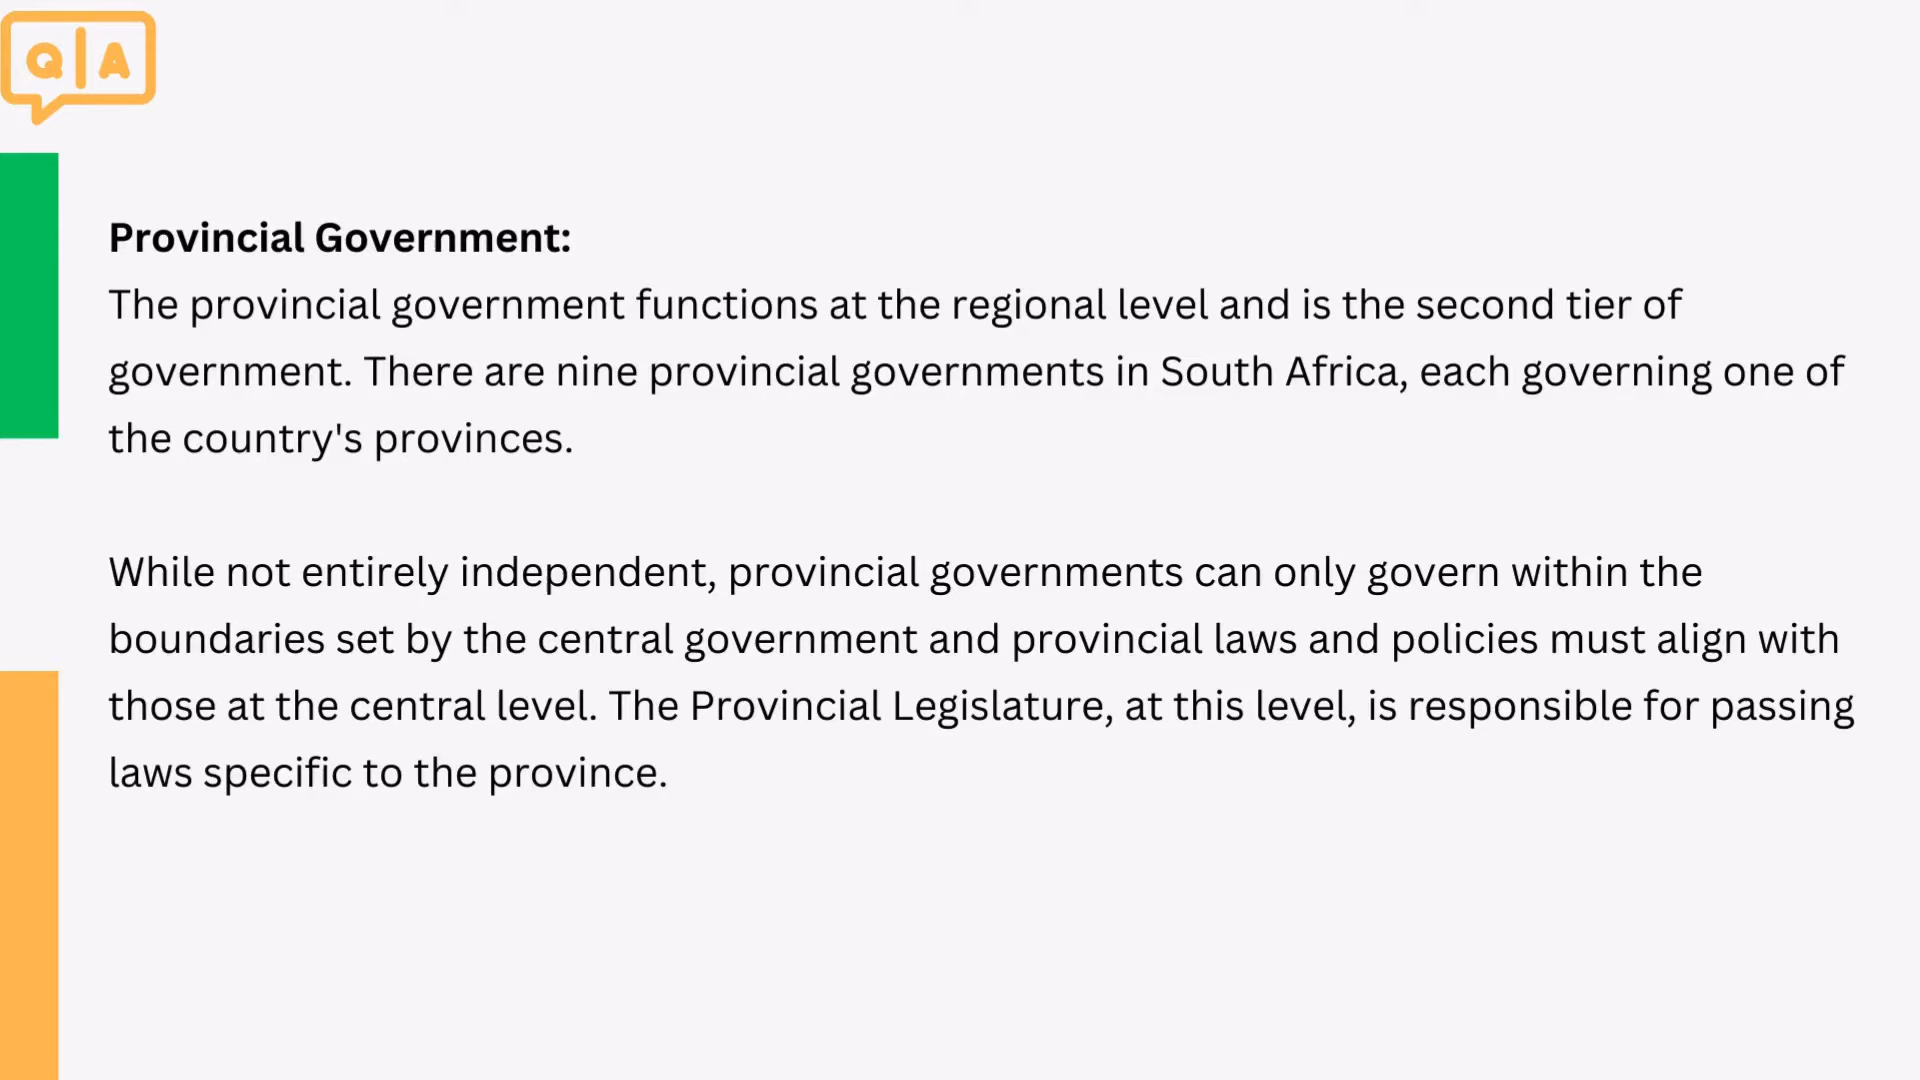 Q|A
Provincial Government:
The provincial government functions at the regional level and is the second tier of
government. There are nine provincial governments in South Africa, each governing one of
the country's provinces.
While not entirely independent, provincial governments can only govern within the
boundaries set by the central government and provincial laws and policies must align with
those at the central level. The Provincial Legislature, at this level, is responsible for passing
laws specific to the province.